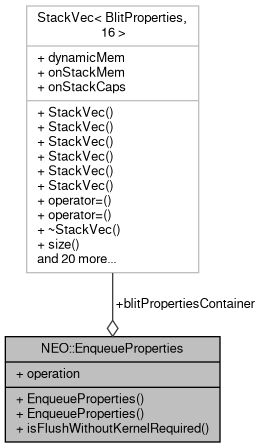 StackVec< BlitProperties,
16 >
+ dynamicMem
+ onStackMem
+ onStackCaps
+ StackVec()
+ StackVec()
+ StackVec()
+ StackVec()
+ StackVec()
+ StackVec()
+ operator=()
+ operator=()
+ ~StackVec()
+ size()
and 20 more...
+blitPropertiesContainer
NEO::EnqueueProperties
+ operation
+ EnqueueProperties()
+ EnqueueProperties()
+ isFlushWithoutKernelRequired()